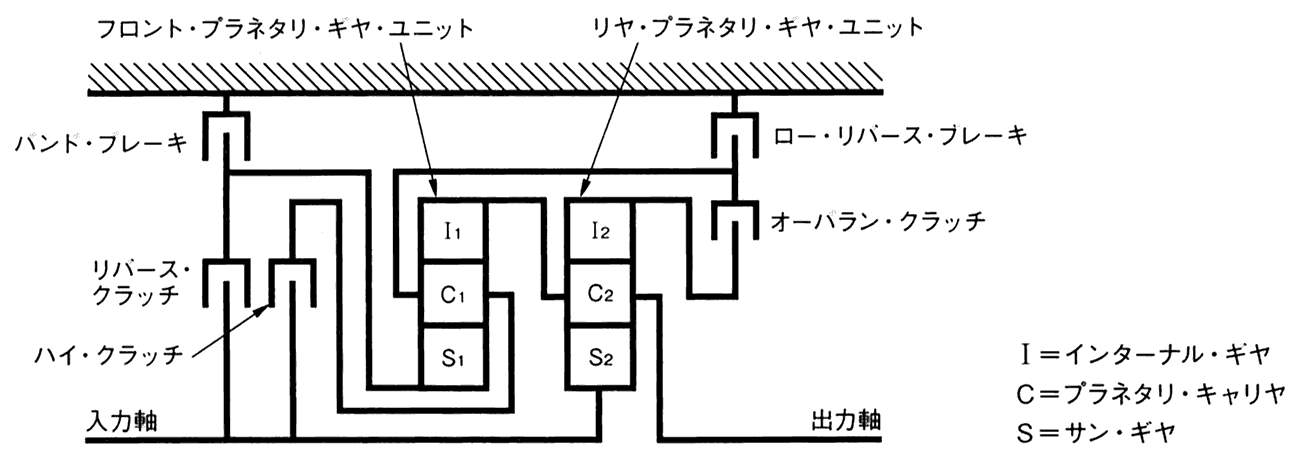 フロント・プラネタリ・ギヤ・ユニット
リヤ・プラネタリ・ギヤ・ユニット
バンド・ブレーキ
ロー・リバース・ブレーキ
オーバラン・クラッチ
リバース・
クラッチ
ハイ・クラッチ
I1
I2
C1
C2
S1
S2
入力軸
出力軸
I＝インターナル・ギヤ
C＝プラネタリ・キャリヤ
S＝サン・ギヤ